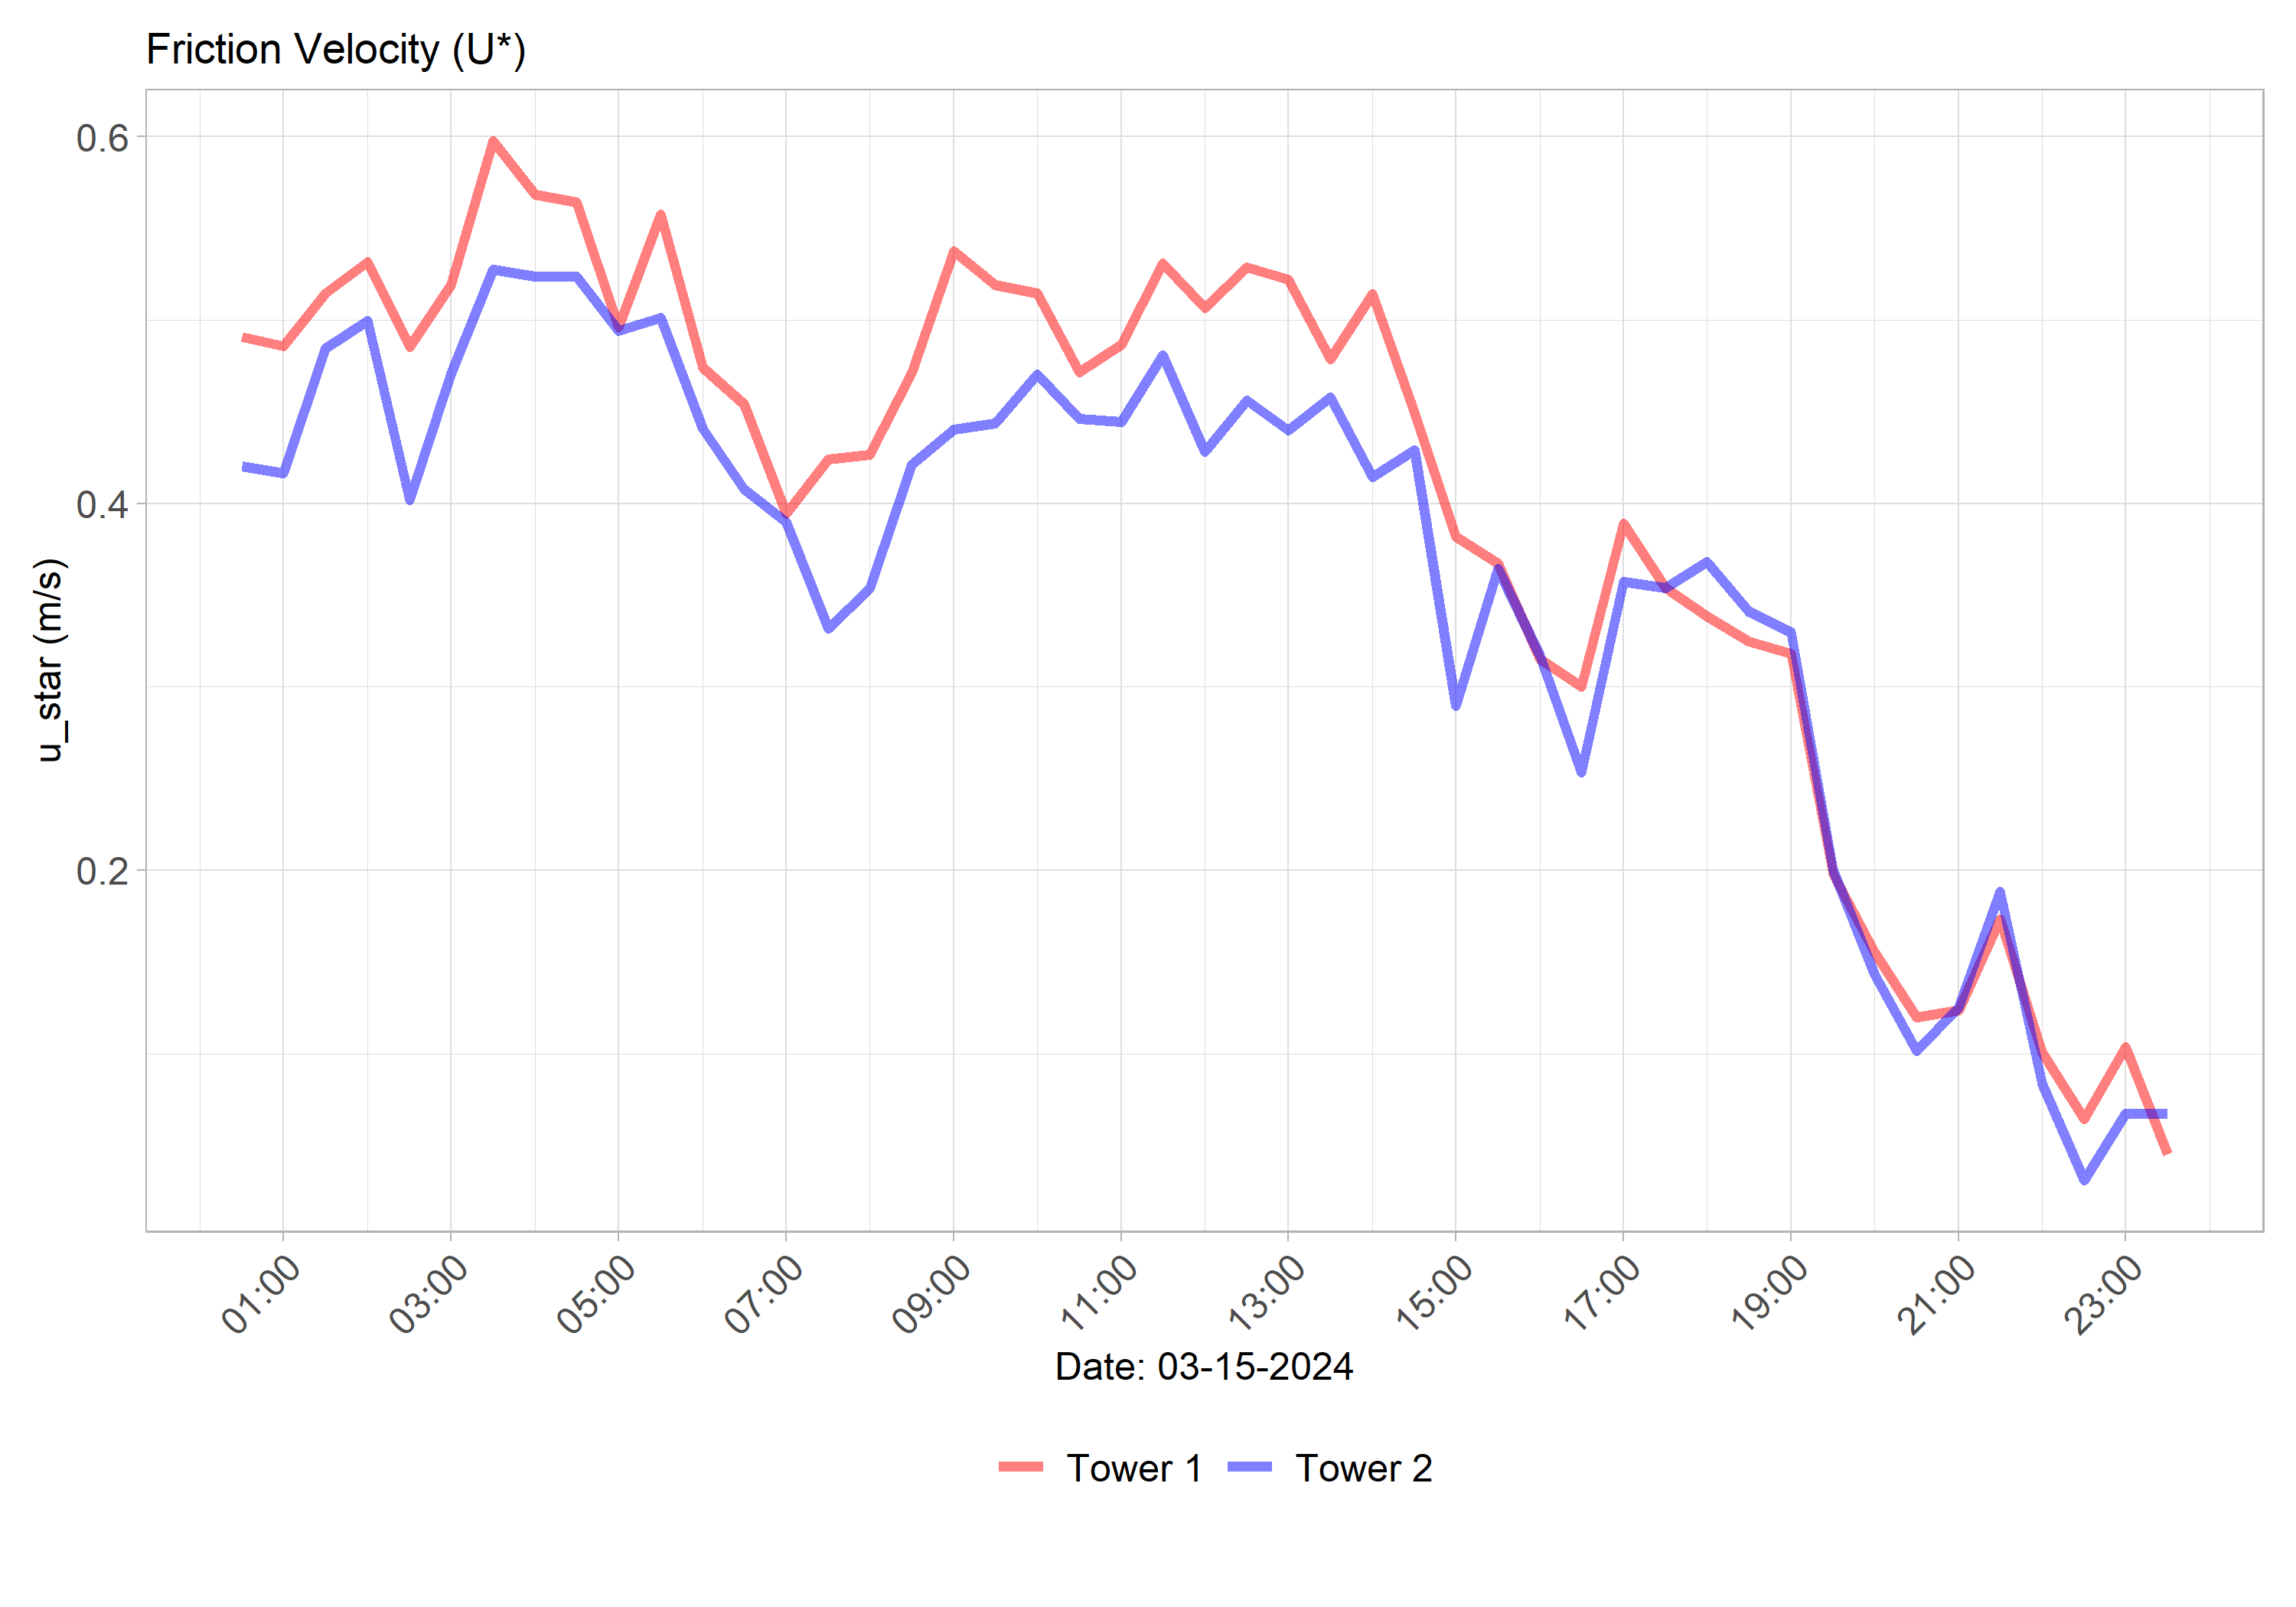 Friction Velocity (U*)
0.6
0.4
0.2
u_star (m/s)
01:00 03:00 05:00 07:00 09:00 11:00 13:00 15:00 17:00 19:00 21:00 23:00
Date: 03-15-2024
Tower 1 Tower 2